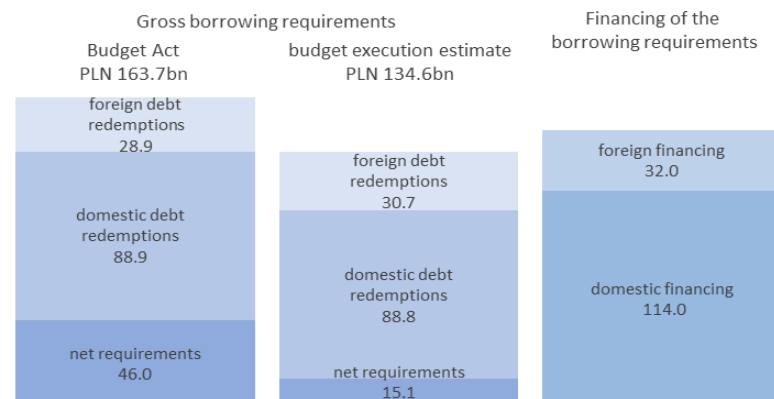 Gross borrowing requirements
Budget Act
PLN 163.7bn
budget execution estimate
PLN 134.6bn
Financing of the
borrowing requirements
foreign debt
redemptions
28.9
domestic debt
redemptions
88.9
net requirements
46.0
foreign debt
redemptions
30.7
domestic debt
redemptions
88.8
net requirements
15.1
foreign financing
32.0
domestic financing
114.0